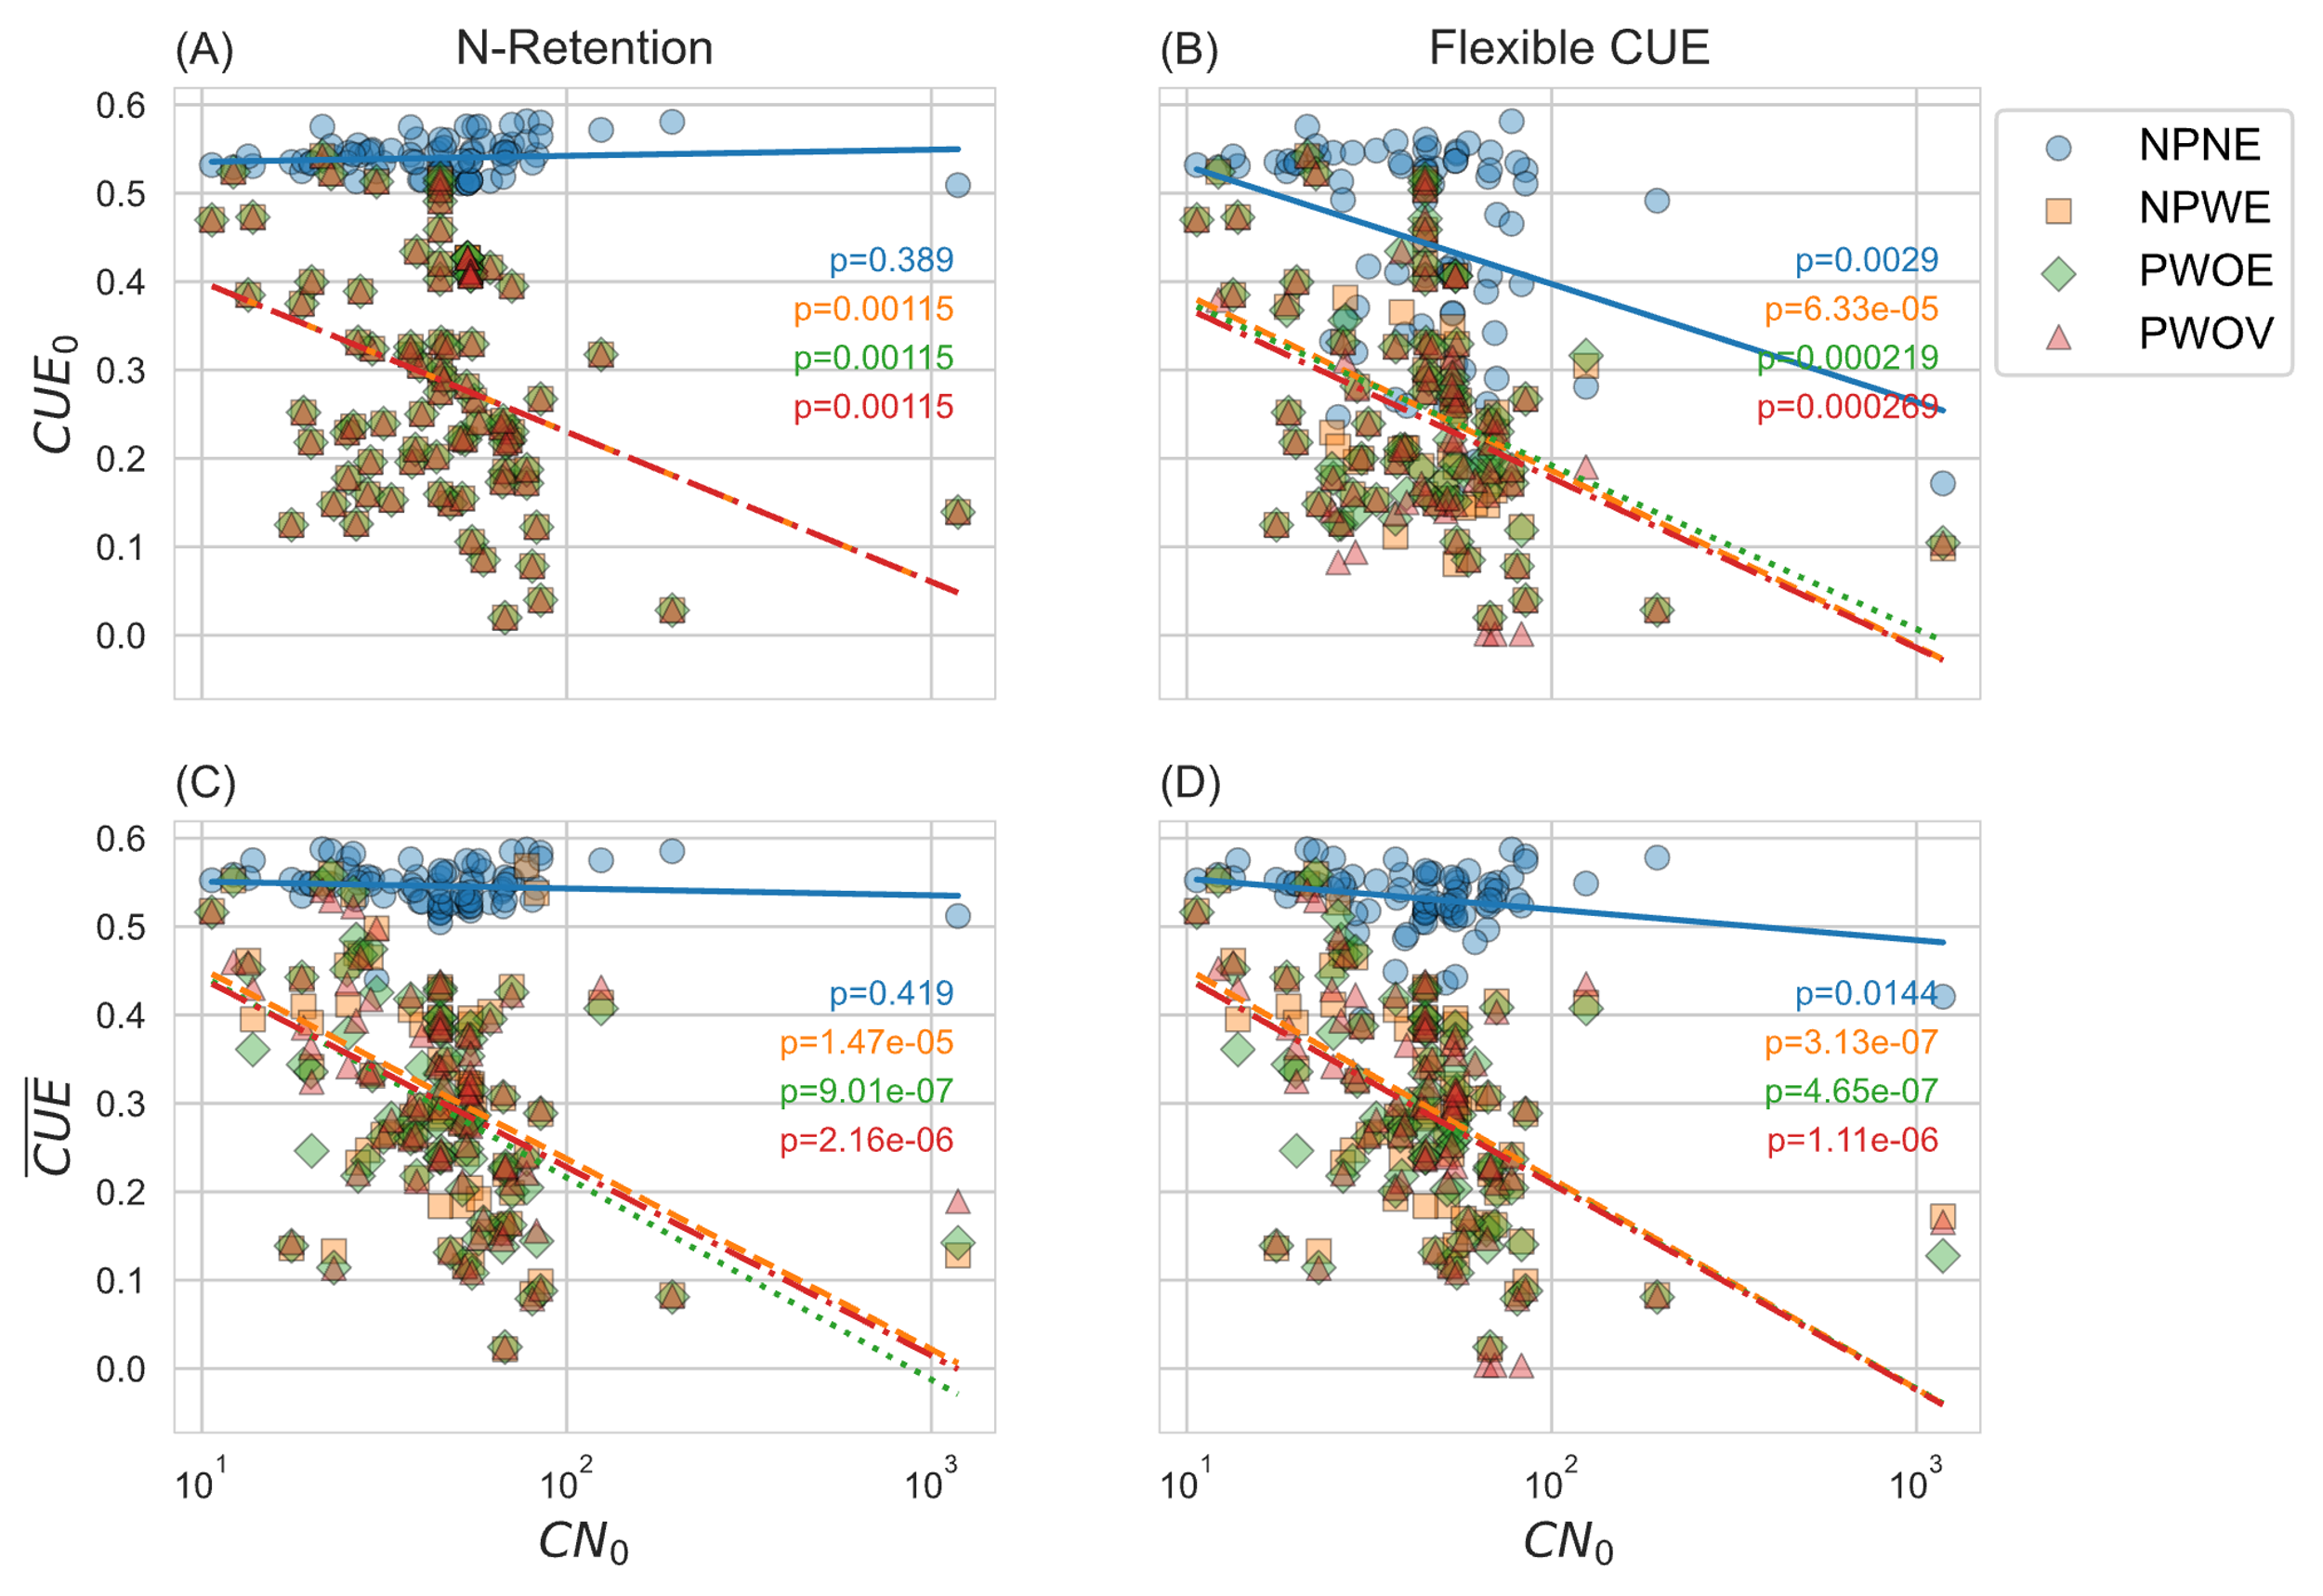 (A) N-Retention
(B) Flexible CUE
0.6
0.5
0.4
0.3
0.2
0.1
0.0
CUE0
p=0.389
p=0.00115
p=0.00115
p=0.00115
p=0.0029
p=6.33e-05
p=0.000219
p=0.000269
NPNE
NPWE
PWOE
PWOV
(C)
(D)
0.6
0.5
0.4
0.3
0.2
0.1
0.0
CUE
p=0.419
p=1.47e-05
p=9.01e-07
p=2.16e-06
p=0.0144
p=3.13e-07
p=4.65e-07
p=1.11e-06
10^1 10^2 10^3
10^1 10^2 10^3
CN0
CN0